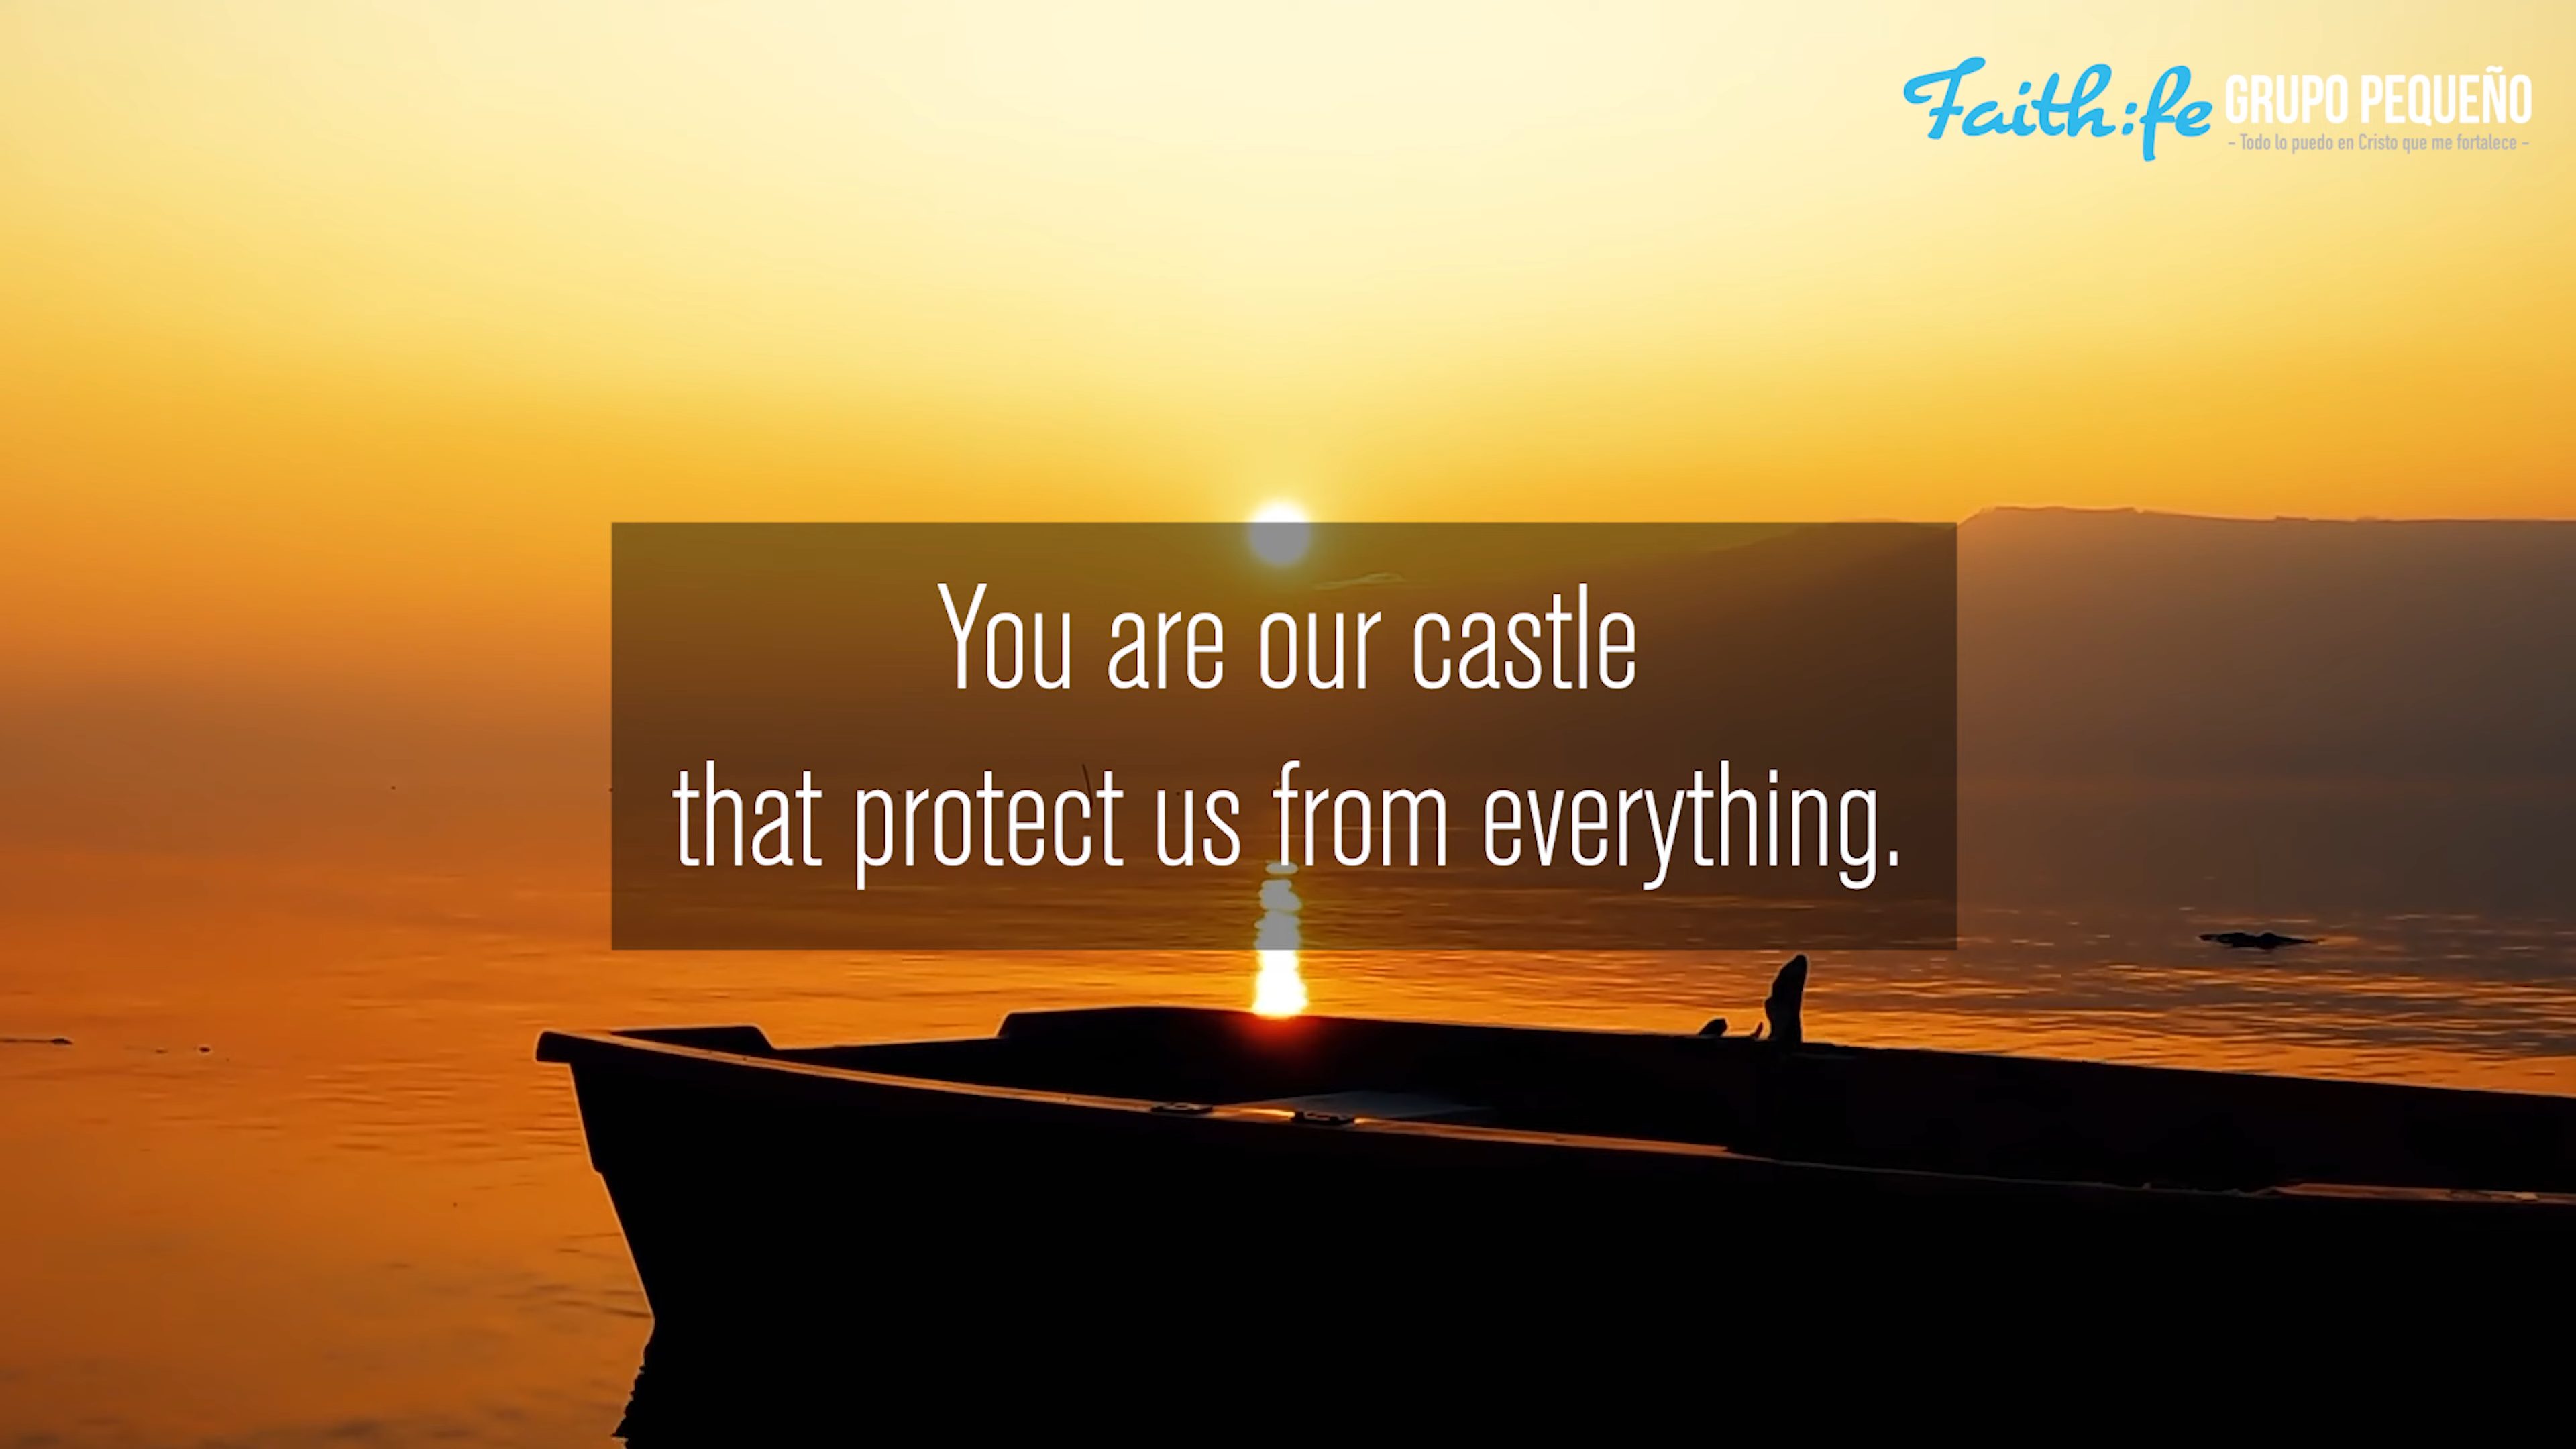 Faith:fe GRUPO PEQUEÑO
- Todo lo puedo en Cristo que me fortalece -
You are our castle
that protect us from everything.